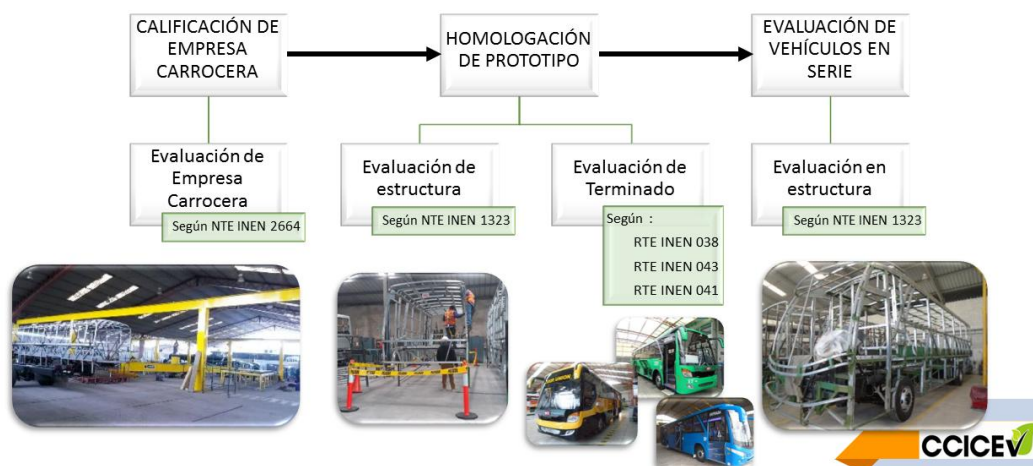 CALIFICACIÓN DE
EMPRESA
CARROCERA
HOMOLOGACIÓN
DE PROTOTIPO
EVALUACIÓN DE
VEHÍCULOS EN
SERIE
Evaluación de
Empresa
Carrocera
Según NTE INEN 2664
Evaluación de
estructura
Según NTE INEN 1323
Evaluación de
Terminado
Según :
RTE INEN 038
RTE INEN 043
RTE INEN 041
Evaluación en
estructura
Según NTE INEN 1323
CCICEV